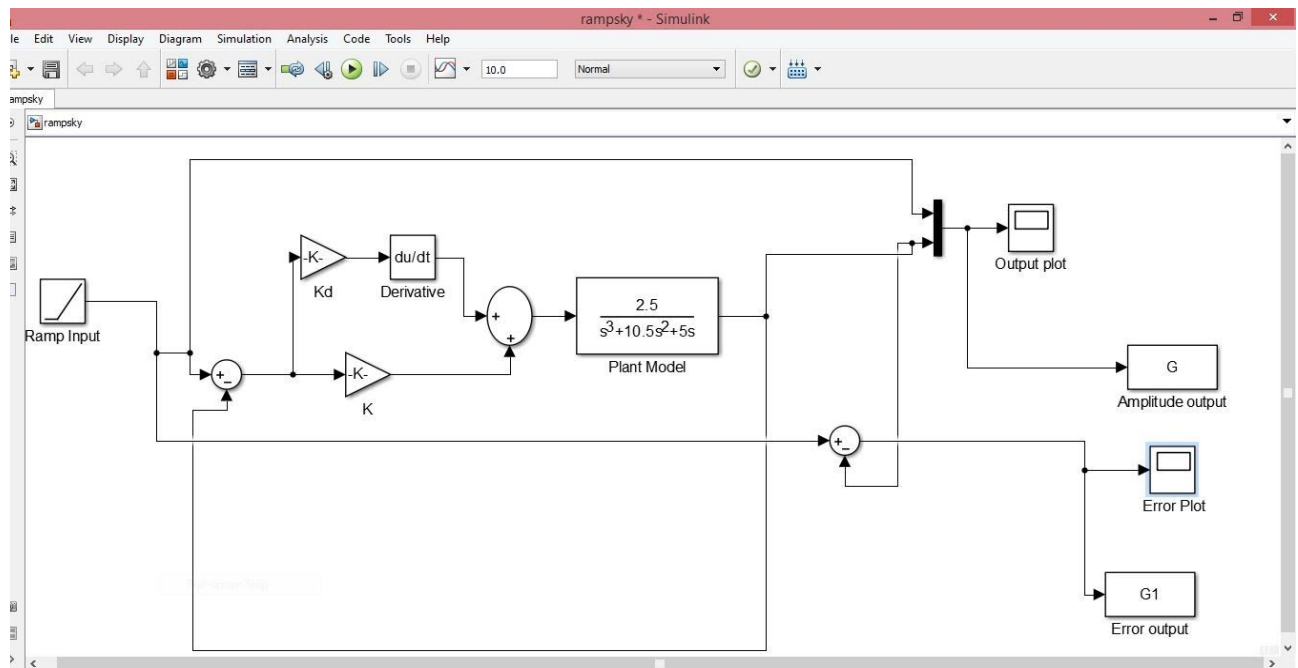 rampsky * - Simulink
le Edit View Display Diagram Simulation Analysis Code Tools Help
10.0 Normal
ampsky
rampsky
Ramp Input
-K-
Kd
du/dt
Derivative
+
+
2.5
s3+10.5s2+5s
Plant Model
+
-
-K-
K
Output plot
G
Amplitude output
+
-
Error Plot
G1
Error output